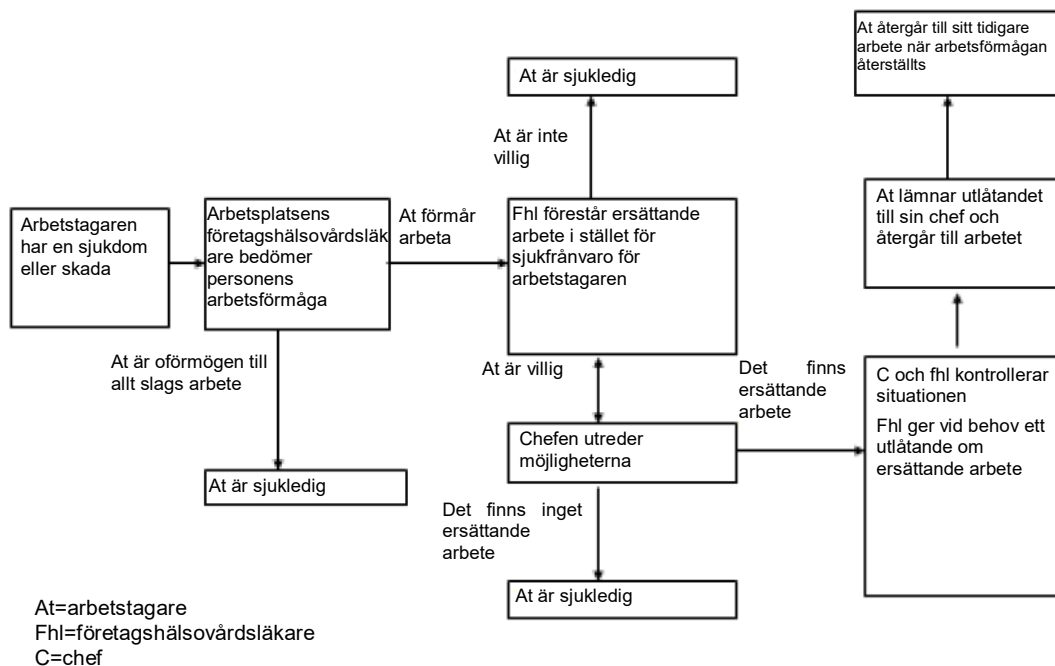 Arbetstagaren
har en sjukdom
eller skada
Arbetsplatsens
företagshälsovårdsläk
are bedömer
personens
arbetsförmåga
At är oförmögen till
allt slags arbete
At är sjukledig
At förmår
arbeta
At är sjukledig
At är inte
villig
Fhl förestår ersättande
arbete i stället för
sjukfrånvaro för
arbetstagaren
At är villig
Chefen utreder
möjligheterna
Det finns inget
ersättande
arbete
At är sjukledig
Det finns
ersättande
arbete
C och fhl kontrollerar
situationen
Fhl ger vid behov ett
utlåtande om
ersättande arbete
At lämnar utlåtandet
till sin chef och
återgår till arbetet
At återgår till sitt tidigare
arbete när arbetsförmågan
återställts
At=arbetstagare
Fhl=företagshälsovårdsläkare
C=chef